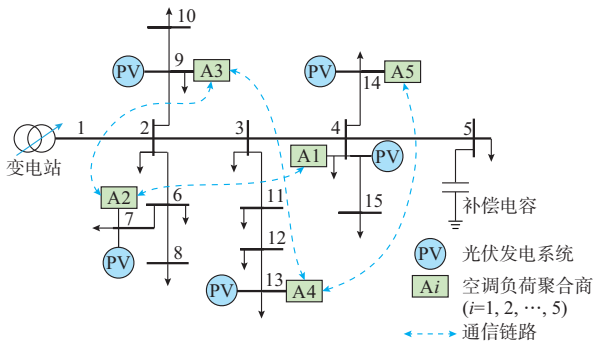 10
PV
9
A3
PV
14
A5
1
2
3
4
5
变电站
A1
PV
A2
6
7
8
PV
11
12
15
补偿电容
PV
13
A4
PV 光伏发电系统
Ai 空调负荷聚合商
(i=1, 2, …, 5)
通信链路